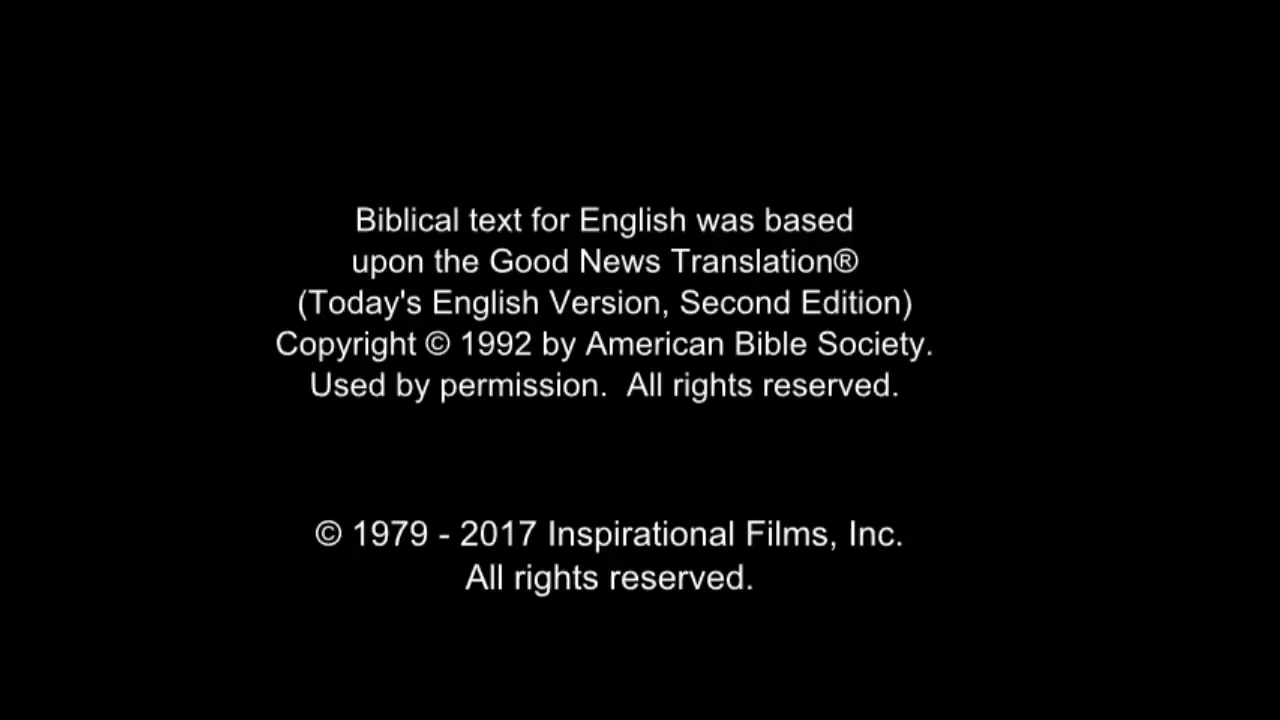 Biblical text for English was based
upon the Good News Translation®
(Today's English Version, Second Edition)
Copyright © 1992 by American Bible Society.
Used by permission.  All rights reserved.
© 1979 - 2017 Inspirational Films, Inc.
All rights reserved.